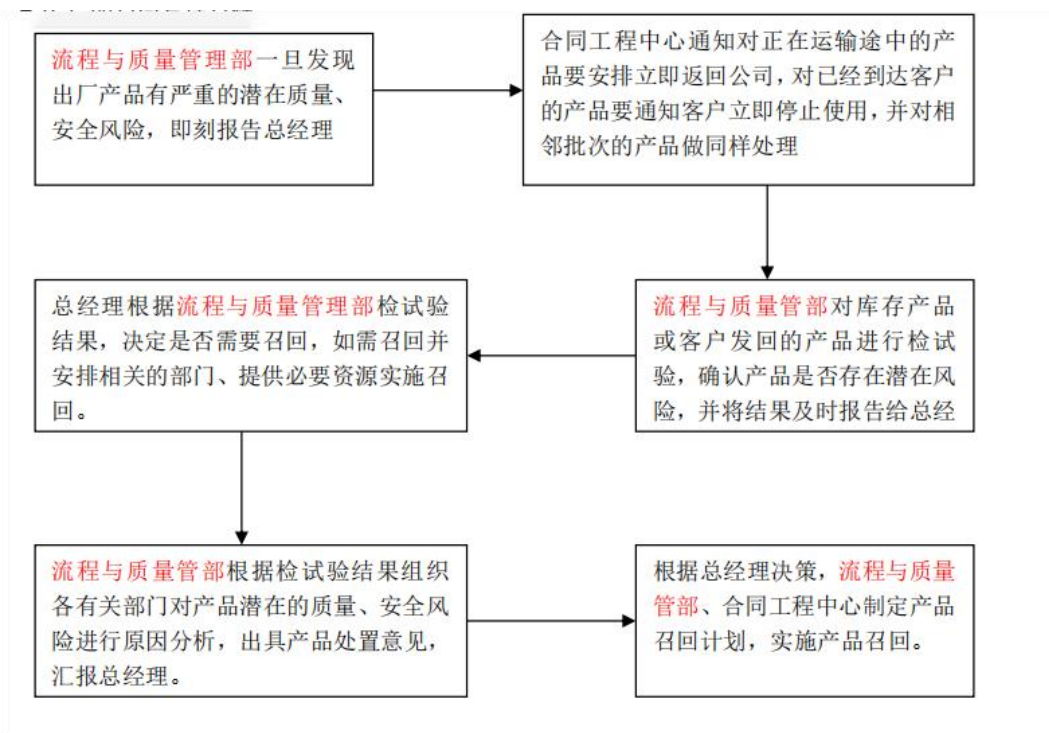 流程与质量管理部一旦发现
出厂产品有严重的潜在质量、
安全风险，即刻报告总经理
合同工程中心通知对正在运输途中的产
品要安排立即返回公司，对已经到达客户
的产品要通知客户立即停止使用，并对相
邻批次的产品做同样处理
流程与质量管部对库存产品
或客户发回的产品进行检试
验，确认产品是否存在潜在风
险，并将结果及时报告给总经
总经理根据流程与质量管理部检试验
结果，决定是否需要召回，如需召回并
安排相关的部门、提供必要资源实施召
回。
流程与质量管部根据检试验结果组织
各有关部门对产品潜在的质量、安全风
险进行原因分析，出具产品处置意见，
汇报总经理。
根据总经理决策，流程与质量
管部、合同工程中心制定产品
召回计划，实施产品召回。